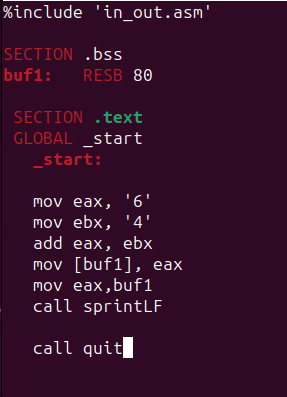 %include 'in_out.asm'
SECTION .bss
buf1: RESB 80
SECTION .text
GLOBAL _start
_start:
mov eax, '6'
mov ebx, '4'
add eax, ebx
mov [buf1], eax
mov eax,buf1
call sprintLF
call quit